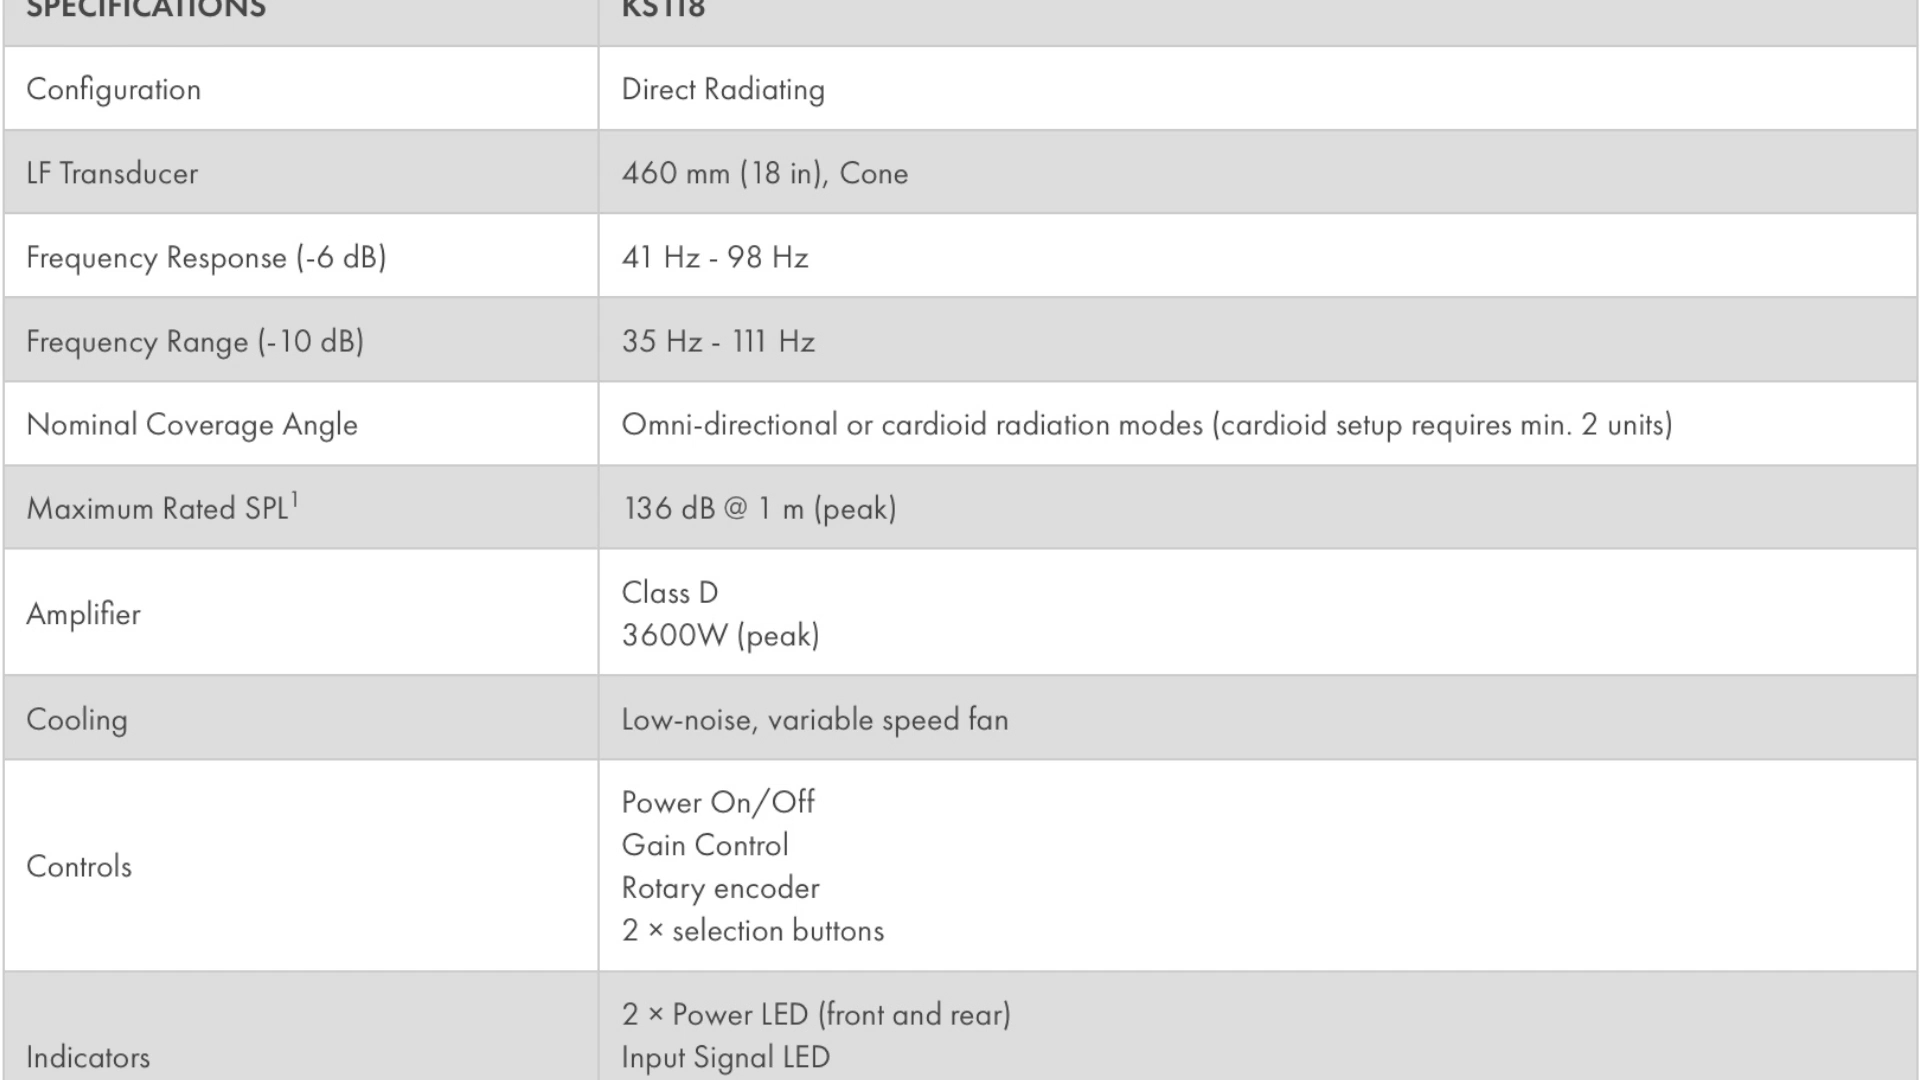 SPECIFICATIONS KS118
Configuration Direct Radiating
LF Transducer 460 mm (18 in), Cone
Frequency Response (-6 dB) 41 Hz - 98 Hz
Frequency Range (-10 dB) 35 Hz - 111 Hz
Nominal Coverage Angle Omni-directional or cardioid radiation modes (cardioid setup requires min. 2 units)
Maximum Rated SPL¹ 136 dB @ 1 m (peak)
Amplifier
Class D
3600W (peak)
Cooling Low-noise, variable speed fan
Controls
Power On/Off
Gain Control
Rotary encoder
2 × selection buttons
Indicators
2 × Power LED (front and rear)
Input Signal LED